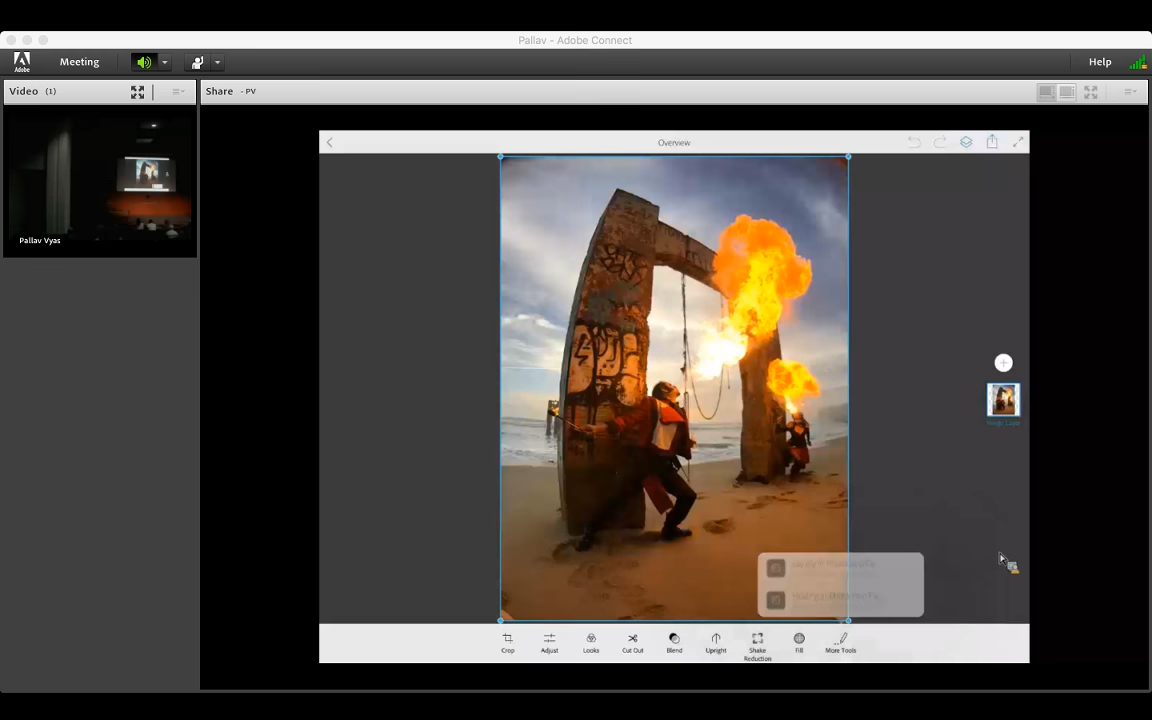 Pallav - Adobe Connect
Adobe
Meeting
Help
Video (1)
Share - PV
Pallav Vyas
Overview
Crop
Adjust
Looks
Cut Out
Blend
Upright
Shake Reduction
Fill
More Tools